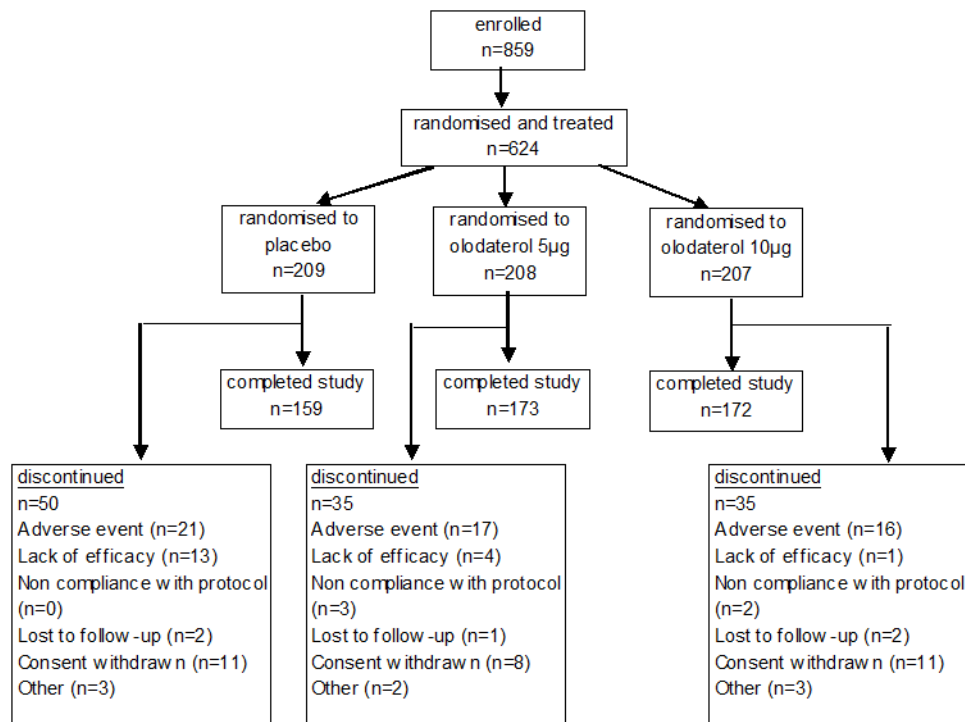 enrolled
n=859
randomised and treated
n=624
randomised to
placebo
n=209
randomised to
olodaterol 5µg
n=208
randomised to
olodaterol 10µg
n=207
completed study
n=159
completed study
n=173
completed study
n=172
discontinued
n=50
Adverse event (n=21)
Lack of efficacy (n=13)
Non compliance with protocol
(n=0)
Lost to follow-up (n=2)
Consent withdrawn (n=11)
Other (n=3)
discontinued
n=35
Adverse event (n=17)
Lack of efficacy (n=4)
Non compliance with protocol
(n=3)
Lost to follow-up (n=1)
Consent withdrawn (n=8)
Other (n=2)
discontinued
n=35
Adverse event (n=16)
Lack of efficacy (n=1)
Non compliance with protocol
(n=2)
Lost to follow-up (n=2)
Consent withdrawn (n=11)
Other (n=3)